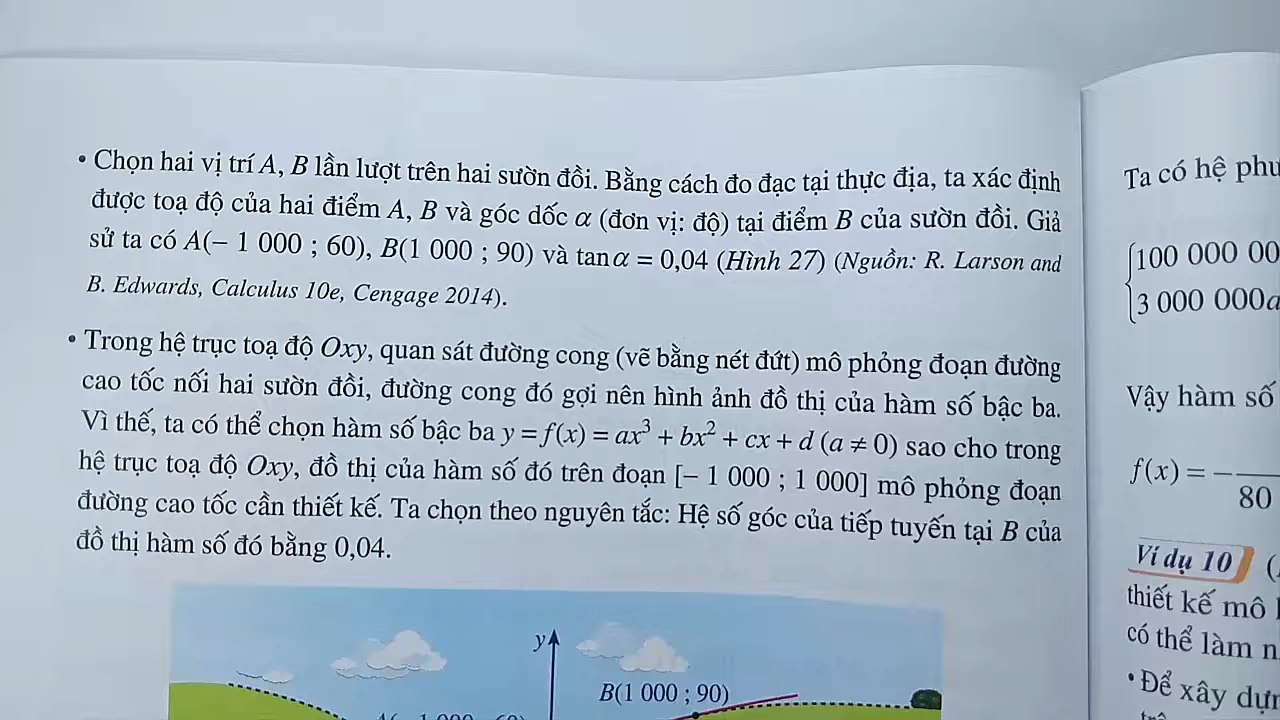 • Chọn hai vị trí A, B lần lượt trên hai sườn đồi. Bằng cách đo đạc tại thực địa, ta xác định
được toạ độ của hai điểm A, B và góc dốc α (đơn vị: độ) tại điểm B của sườn đồi. Giả
sử ta có A(– 1 000 ; 60), B(1 000 ; 90) và tanα = 0,04 (Hình 27) (Nguồn: R. Larson and
B. Edwards, Calculus 10e, Cengage 2014).
• Trong hệ trục toạ độ Oxy, quan sát đường cong (vẽ bằng nét đứt) mô phỏng đoạn đường
cao tốc nối hai sườn đồi, đường cong đó gợi nên hình ảnh đồ thị của hàm số bậc ba.
Vì thế, ta có thể chọn hàm số bậc ba y = f(x) = ax³ + bx² + cx + d (a ≠ 0) sao cho trong
hệ trục toạ độ Oxy, đồ thị của hàm số đó trên đoạn [– 1 000 ; 1 000] mô phỏng đoạn
đường cao tốc cần thiết kế. Ta chọn theo nguyên tắc: Hệ số góc của tiếp tuyến tại B của
đồ thị hàm số đó bằng 0,04.
y
B(1 000 ; 90)
Ta có hệ phư
100 000 00
3 000 000a
Vậy hàm số
f(x) = –
80
Ví dụ 10 (
thiết kế mô
có thể làm n
• Để xây dựn